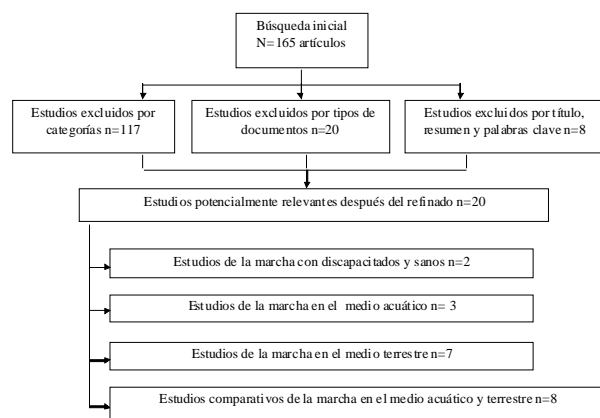 Búsqueda inicial
N=165 artículos
Estudios excluidos por
categorías n=117
Estudios excluidos por tipos de
documentos n=20
Estudios excluidos por título,
resumen y palabras clave n=8
Estudios potencialmente relevantes después del refinado n=20
Estudios de la marcha con discapacitados y sanos n=2
Estudios de la marcha en el medio acuático n= 3
Estudios de la marcha en el medio terrestre n=7
Estudios comparativos de la marcha en el medio acuático y terrestre n=8